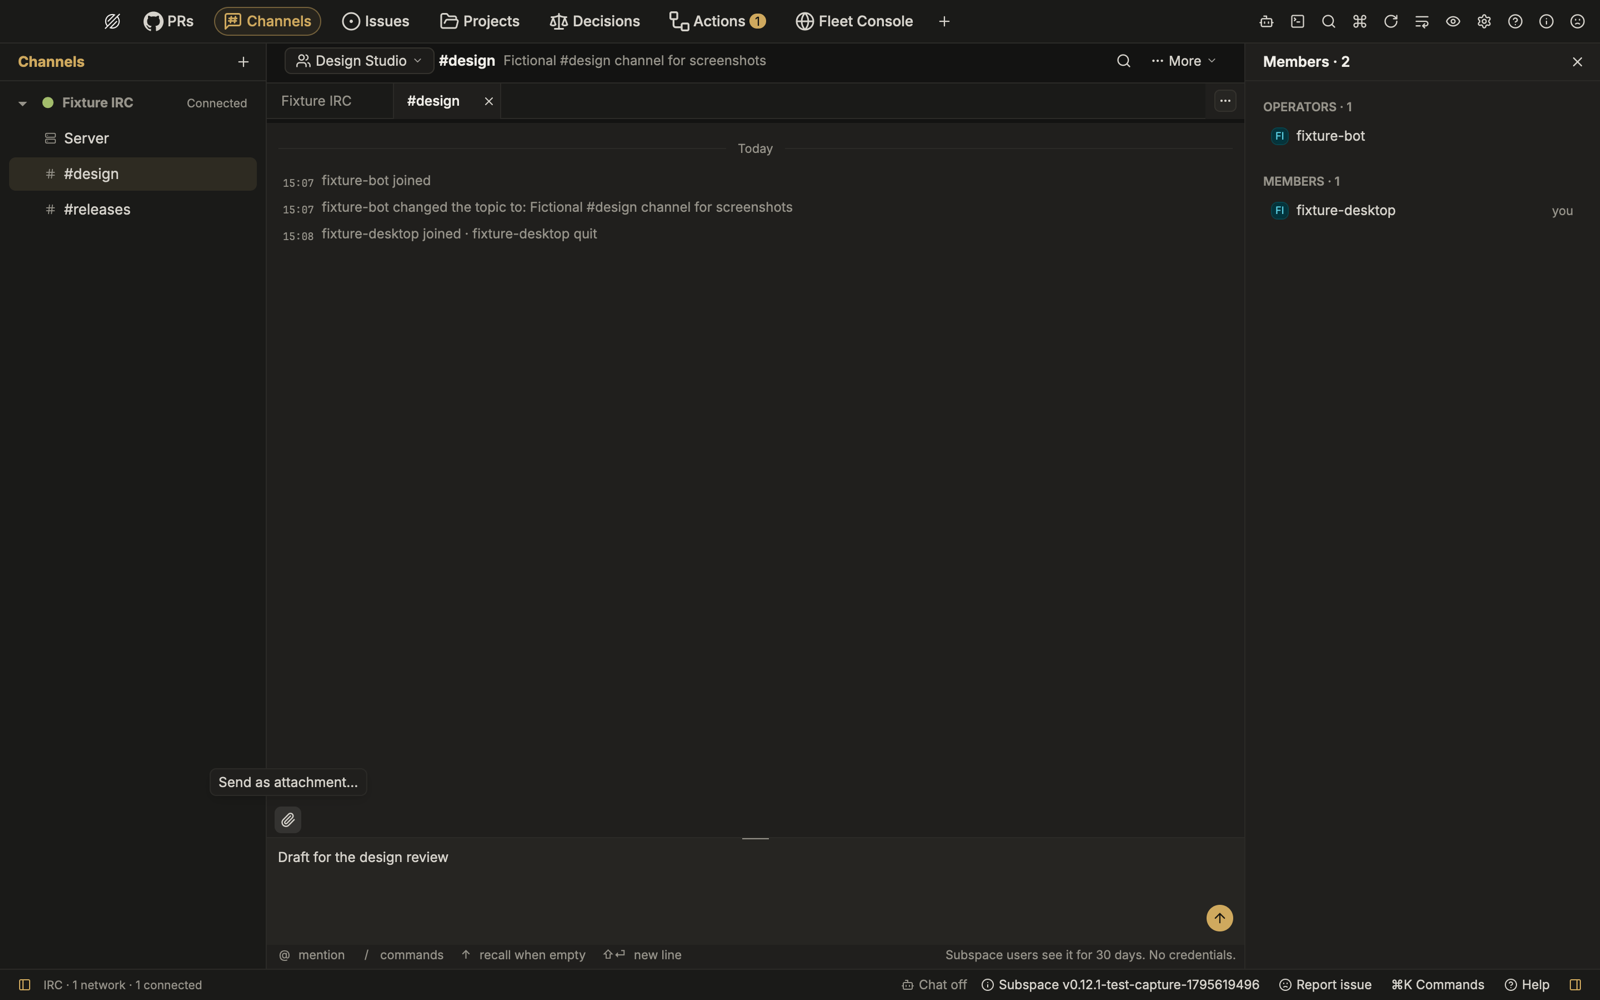 PRs
Channels
Issues
Projects
Decisions
Actions 1
Fleet Console
Channels
Fixture IRC Connected
Server
# #design
# #releases
Design Studio
#design Fictional #design channel for screenshots
More
Fixture IRC
#design
Today
15:07 fixture-bot joined
15:07 fixture-bot changed the topic to: Fictional #design channel for screenshots
15:08 fixture-desktop joined · fixture-desktop quit
Send as attachment...
Draft for the design review
@ mention / commands ↑ recall when empty ⇧↵ new line
Subspace users see it for 30 days. No credentials.
Members · 2
OPERATORS · 1
FI fixture-bot
MEMBERS · 1
FI fixture-desktop you
IRC · 1 network · 1 connected
Chat off
Subspace v0.12.1-test-capture-1795619496
Report issue
⌘K Commands
Help